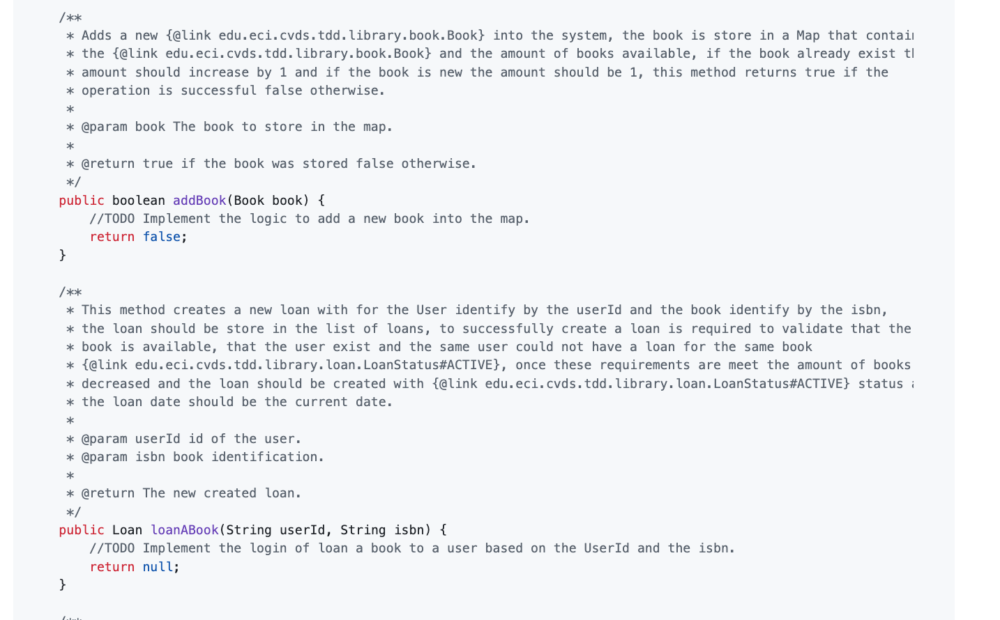 /**
* Adds a new {@link edu.eci.cvds.tdd.library.book.Book} into the system, the book is store in a Map that
* the {@link edu.eci.cvds.tdd.library.book.Book} and the amount of books available, if the book already exist
* amount should increase by 1 and if the book is new the amount should be 1, this method returns true if the
* operation is successful false otherwise.
*
* @param book The book to store in the map.
*
* @return true if the book was stored false otherwise.
*/
public boolean addBook(Book book) {
//TODO Implement the logic to add a new book into the map.
return false;
}
/**
* This method creates a new loan with for the User identify by the userId and the book identify by the isbn,
* the loan should be store in the list of loans, to successfully create a loan is required to validate that the
* book is available, that the user exist and the same user could not have a loan for the same book
* {@link edu.eci.cvds.tdd.library.loan.LoanStatus#ACTIVE}, once these requirements are meet the amount of books
* decreased and the loan should be created with {@link edu.eci.cvds.tdd.library.loan.LoanStatus#ACTIVE} status
* the loan date should be the current date.
*
* @param userId id of the user.
* @param isbn book identification.
*
* @return The new created loan.
*/
public Loan loanABook(String userId, String isbn) {
//TODO Implement the login of loan a book to a user based on the UserId and the isbn.
return null;
}